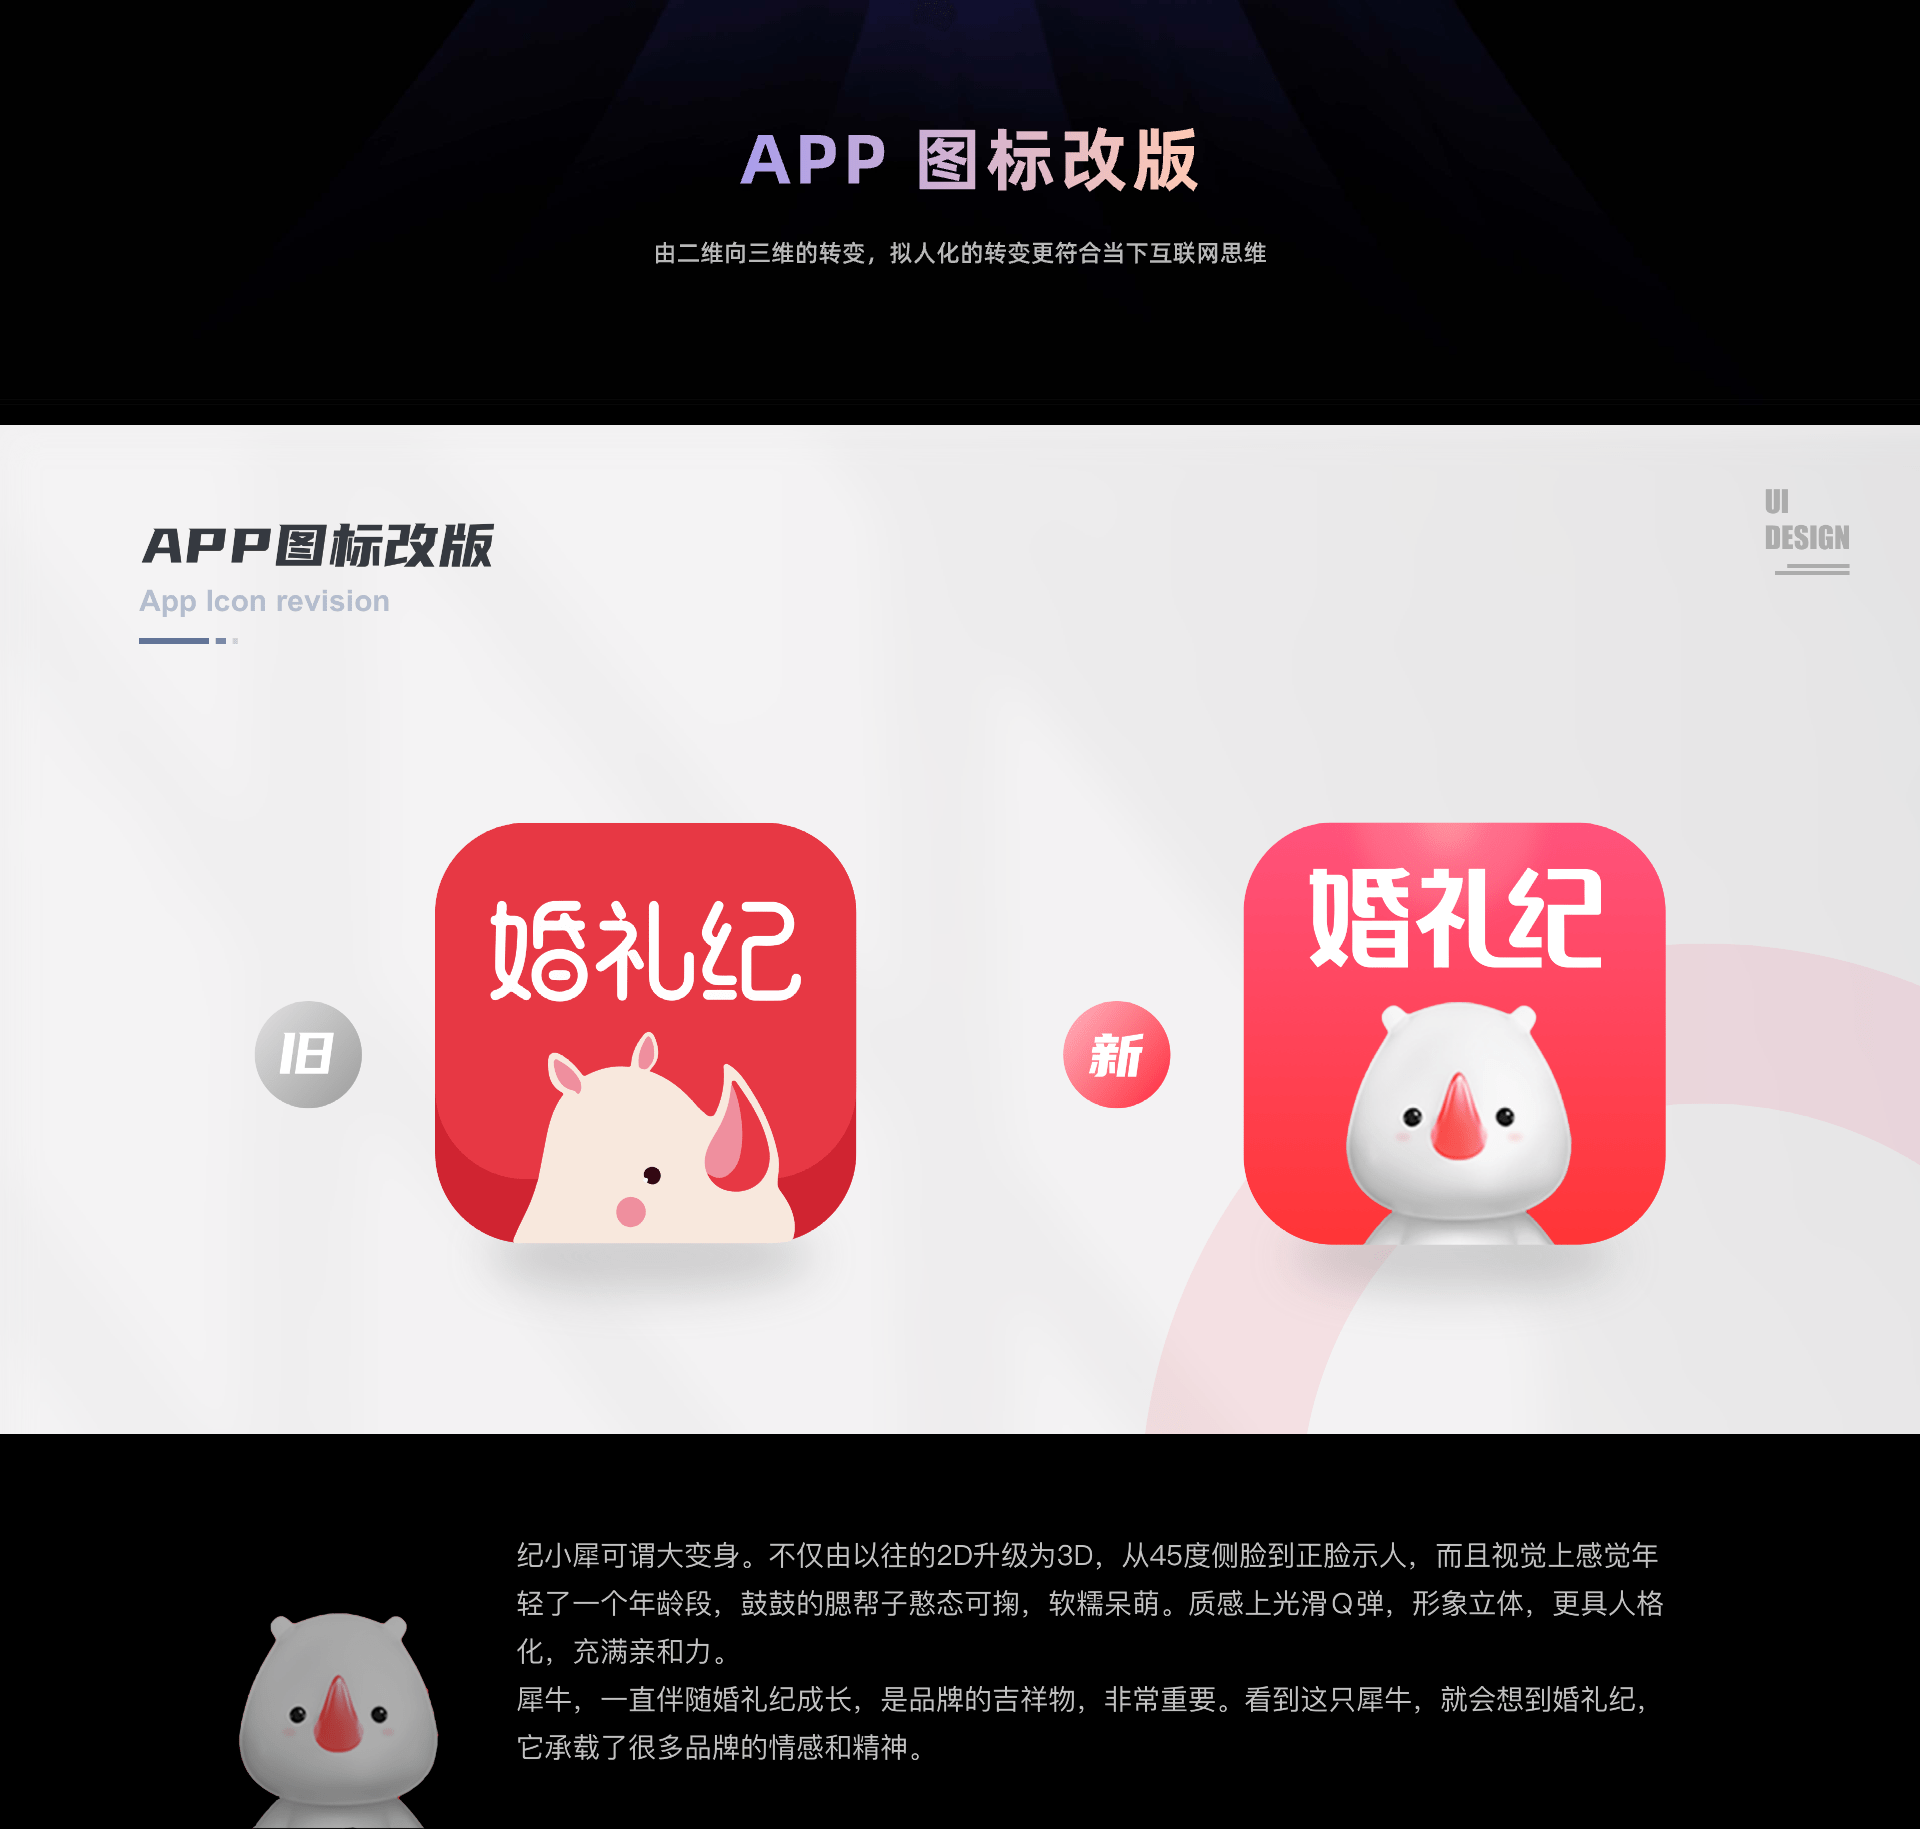 APP 图标改版
由二维向三维的转变，拟人化的转变更符合当下互联网思维
APP图标改版
App Icon revision
UI
DESIGN
旧
婚礼纪
新
婚礼纪
纪小犀可谓大变身。不仅由以往的2D升级为3D，从45度侧脸到正脸示人，而且视觉上感觉年
轻了一个年龄段，鼓鼓的腮帮子憨态可掬，软糯呆萌。质感上光滑Q弹，形象立体，更具人格
化，充满亲和力。
犀牛，一直伴随婚礼纪成长，是品牌的吉祥物，非常重要。看到这只犀牛，就会想到婚礼纪，
它承载了很多品牌的情感和精神。